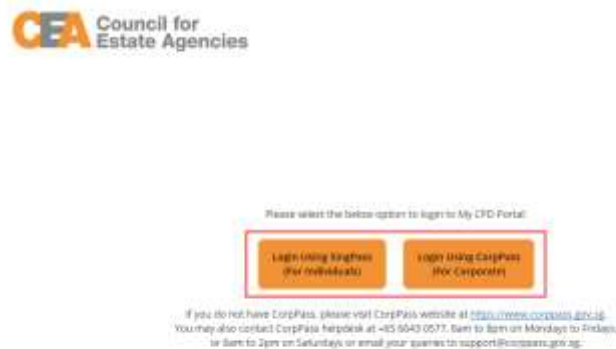 CEA Council for
Estate Agencies
Please select the below option to login to My CPD Portal
Login Using SingPass
(For Individuals)
Login Using CorpPass
(For Corporate)
If you do not have CorpPass, please visit CorpPass website at https://www.corppass.gov.sg.
You may also contact CorpPass helpdesk at +65 6643 0577, 8am to 8pm on Mondays to Fridays,
or 8am to 2pm on Saturdays or email your queries to support@corppass.gov.sg.